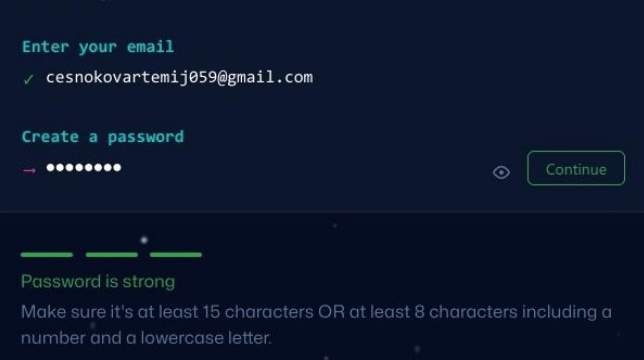 Enter your email
✓ cesnokovartemij059@gmail.com
Create a password
→ ●●●●●●●●
Continue
Password is strong
Make sure it's at least 15 characters OR at least 8 characters including a
number and a lowercase letter.